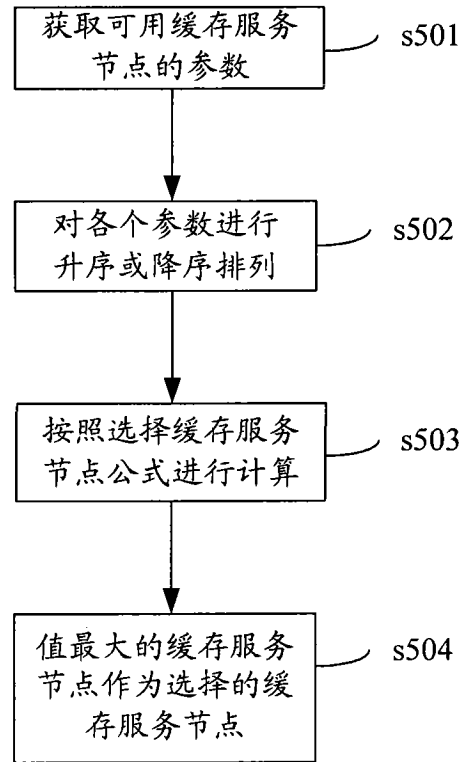 获取可用缓存服务
节点的参数
s501
对各个参数进行
升序或降序排列
s502
按照选择缓存服务
节点公式进行计算
s503
值最大的缓存服务
节点作为选择的缓
存服务节点
s504